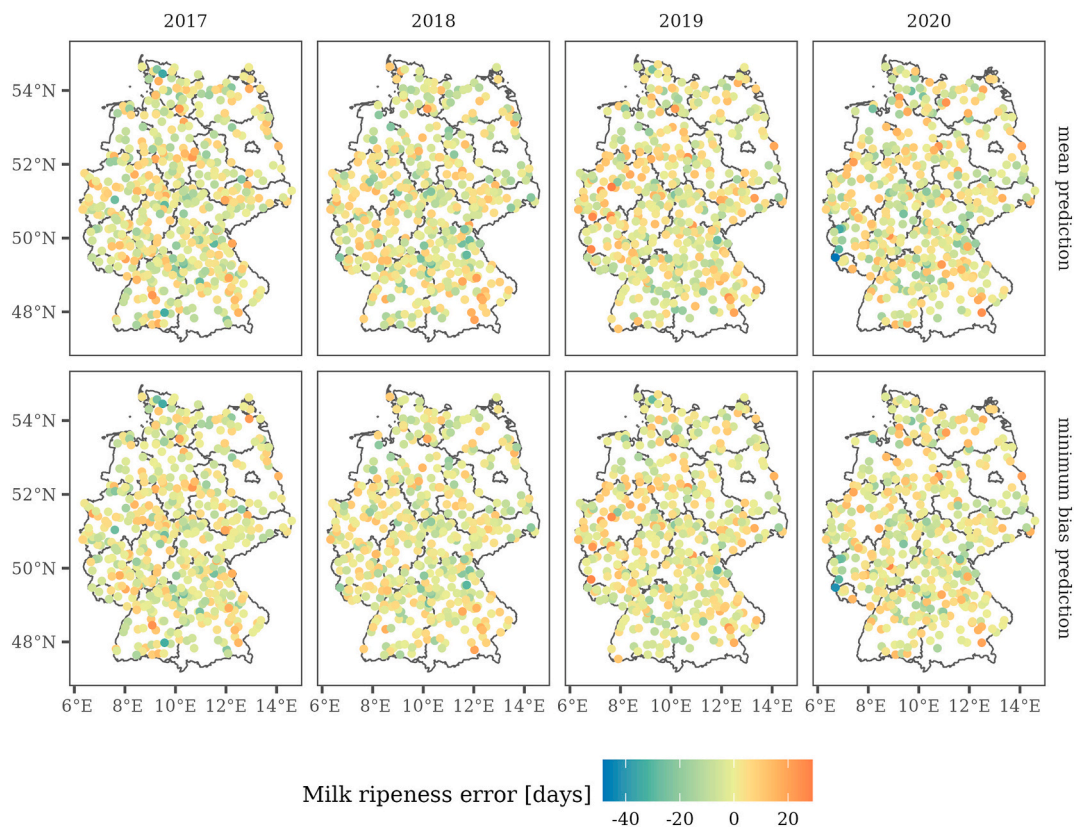 2017 2018 2019 2020
54°N
52°N
50°N
48°N
mean prediction
54°N
52°N
50°N
48°N
minimum bias prediction
6°E 8°E 10°E 12°E 14°E 6°E 8°E 10°E 12°E 14°E 6°E 8°E 10°E 12°E 14°E 6°E 8°E 10°E 12°E 14°E
Milk ripeness error [days]
-40 -20 0 20